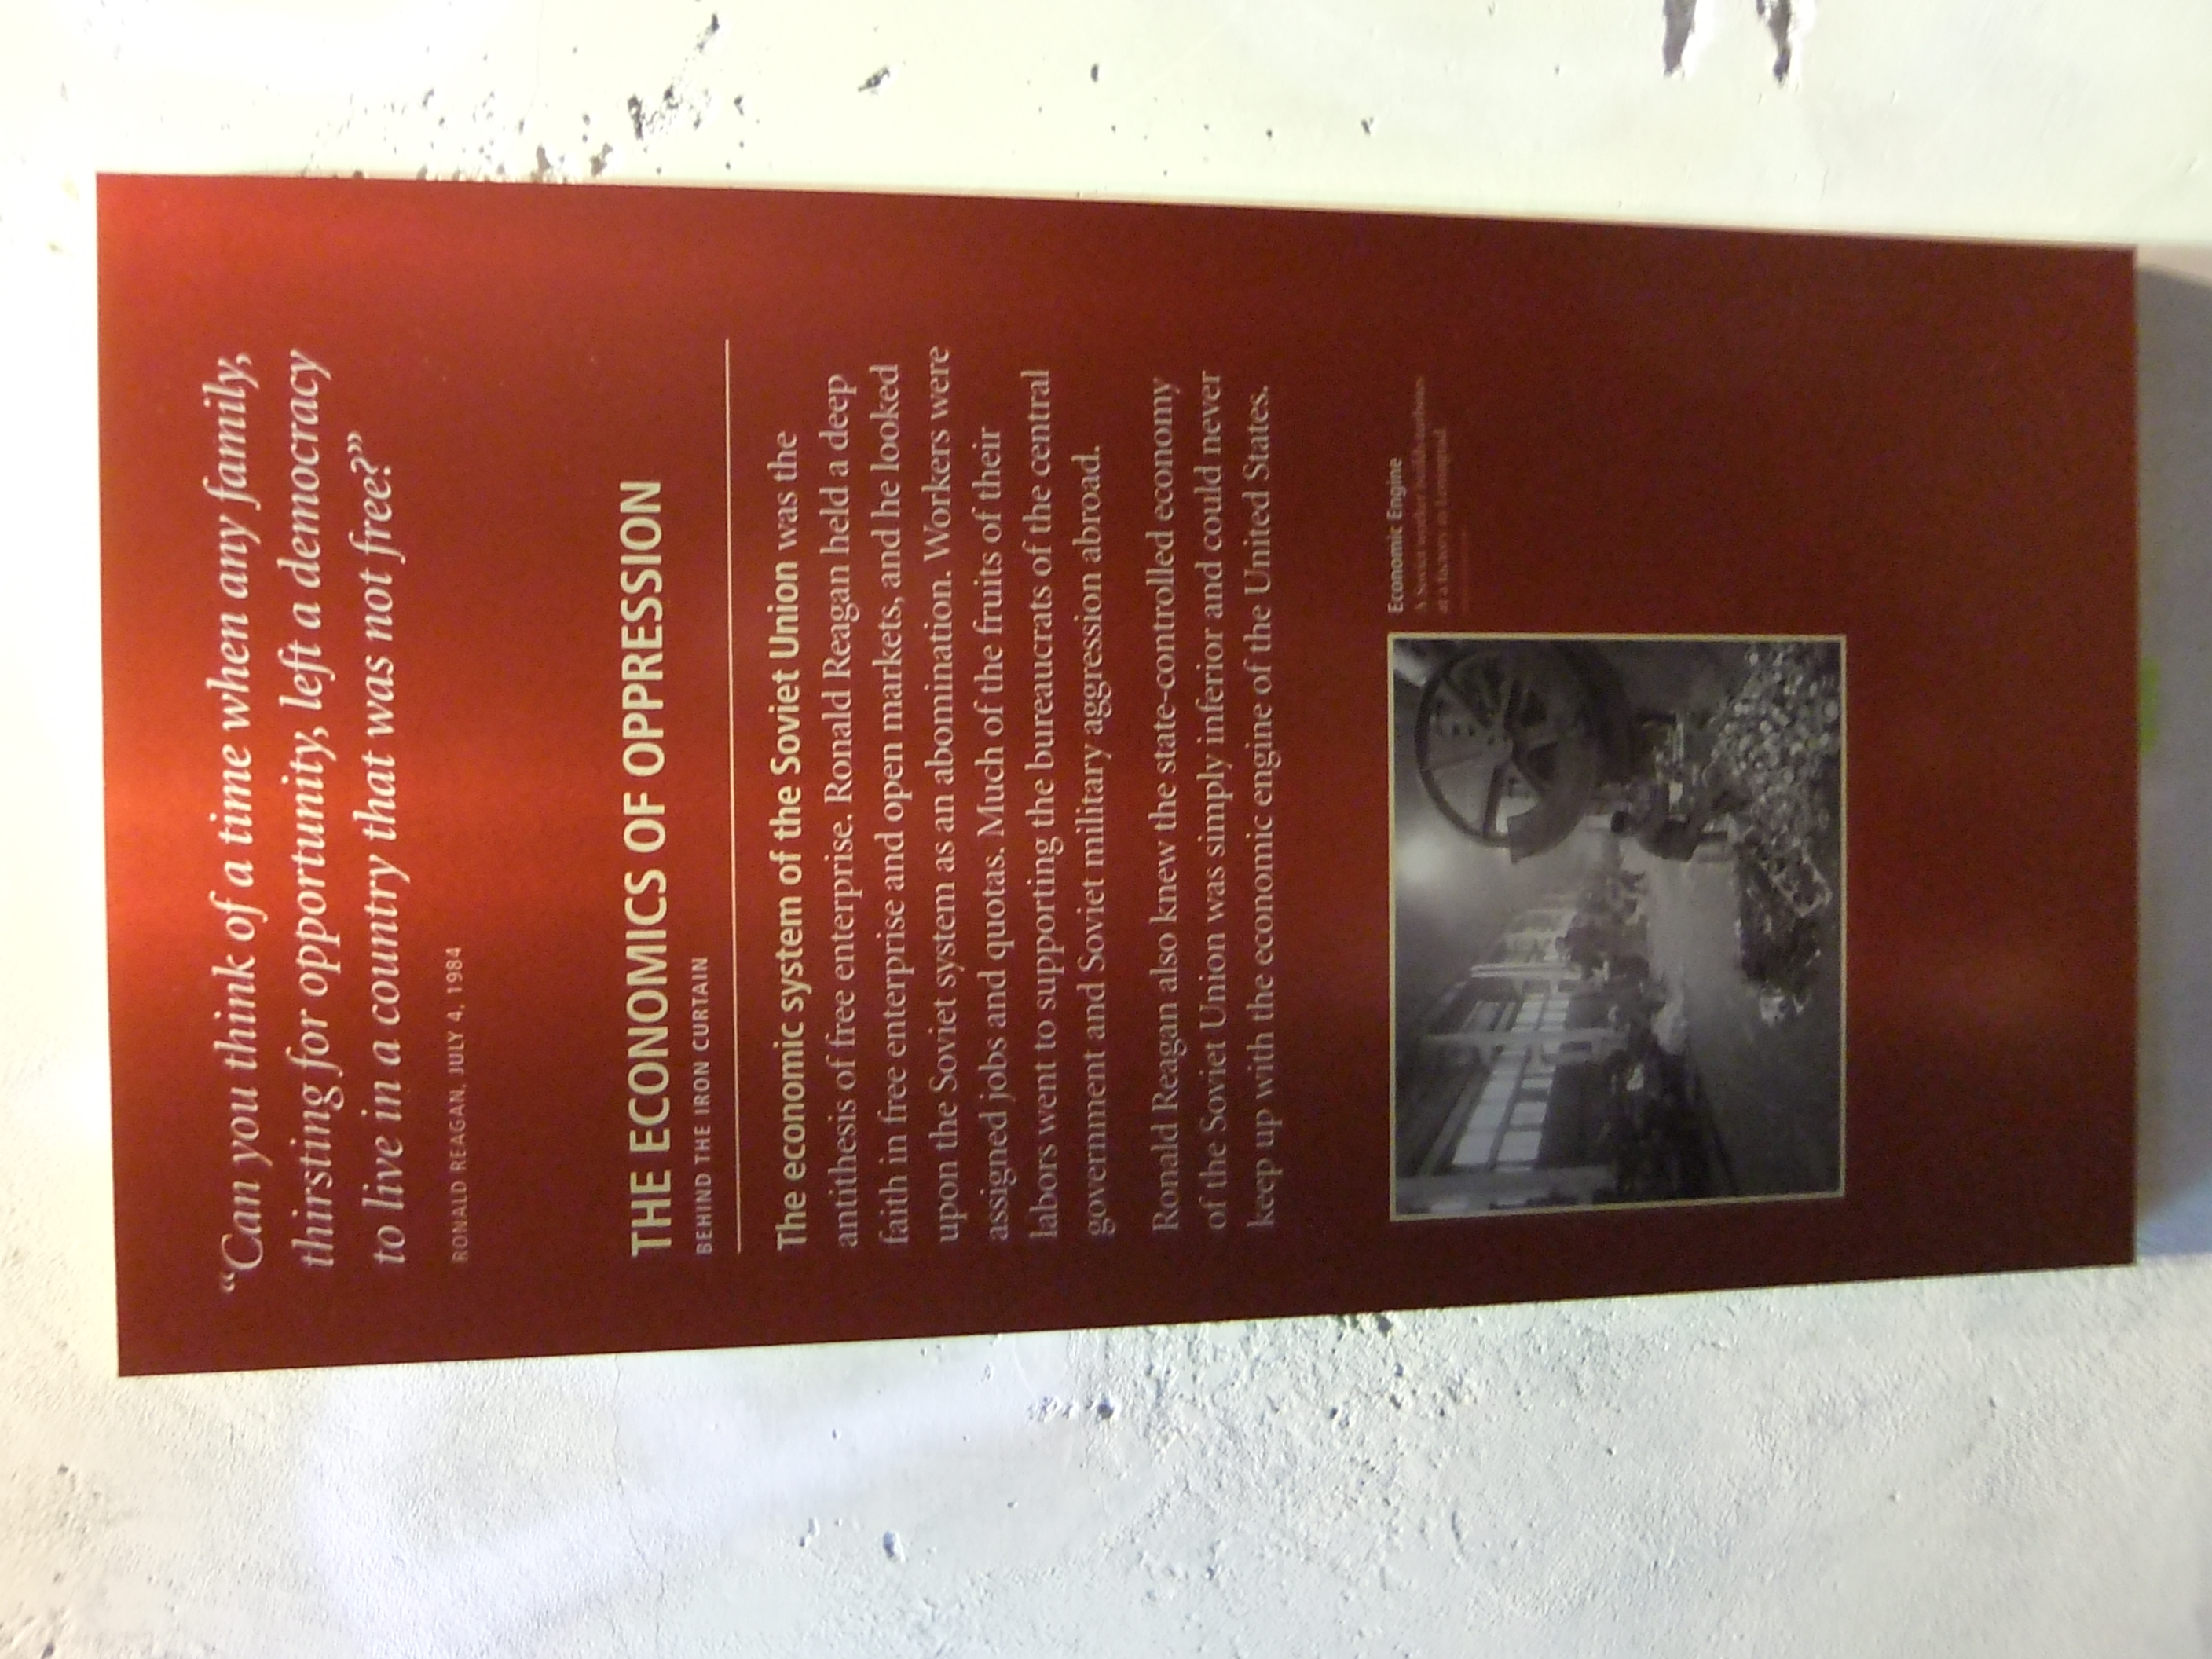 “Can you think of a time when any family,
thirsting for opportunity, left a democracy
to live in a country that was not free?”
RONALD REAGAN, JULY 4, 1984
THE ECONOMICS OF OPPRESSION
BEHIND THE IRON CURTAIN
The economic system of the Soviet Union was the
antithesis of free enterprise. Ronald Reagan held a deep
faith in free enterprise and open markets, and he looked
upon the Soviet system as an abomination. Workers were
assigned jobs and quotas. Much of the fruits of their
labors went to supporting the bureaucrats of the central
government and Soviet military aggression abroad.
Ronald Reagan also knew the state-controlled economy
of the Soviet Union was simply inferior and could never
keep up with the economic engine of the United States.
Economic Engine
A Soviet worker builds
at a factory in